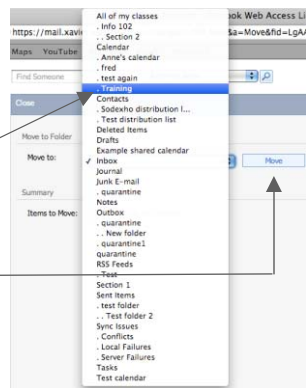 ook Web Access Li
https://mail.xavi
&a=Move&fid=LgAA
Maps YouTube
Find Someone
Close
Move to Folder
Move to:
Move
Summary
Items to Move:
All of my classes
. Info 102
. . Section 2
Calendar
. Anne's calendar
. fred
. test again
. Training
Contacts
. Sodexho distribution l...
. Test distribution list
Deleted Items
Drafts
Example shared calendar
✓ Inbox
Journal
Junk E-mail
. quarantine
Notes
Outbox
. quarantine
. . New folder
. quarantine1
quarantine
RSS Feeds
. Test
Section 1
Sent Items
. test folder
. . Test folder 2
Sync Issues
. Conflicts
. Local Failures
. Server Failures
Tasks
Test calendar